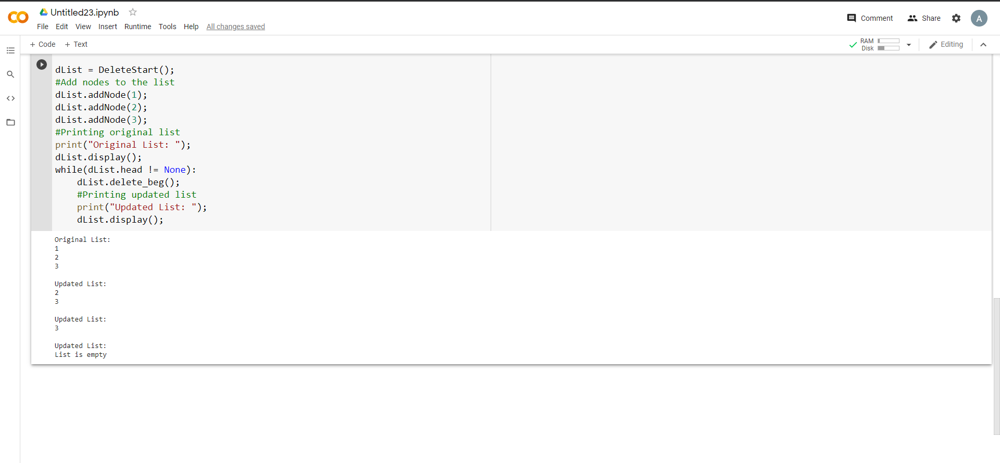 Untitled23.ipynb
File Edit View Insert Runtime Tools Help All changes saved
Comment Share A
+ Code + Text
RAM
Disk
Editing
dList = DeleteStart();
#Add nodes to the list
dList.addNode(1);
dList.addNode(2);
dList.addNode(3);
#Printing original list
print("Original List: ");
dList.display();
while(dList.head != None):
    dList.delete_beg();
    #Printing updated list
    print("Updated List: ");
    dList.display();
Original List:
1
2
3
Updated List:
2
3
Updated List:
3
Updated List:
List is empty